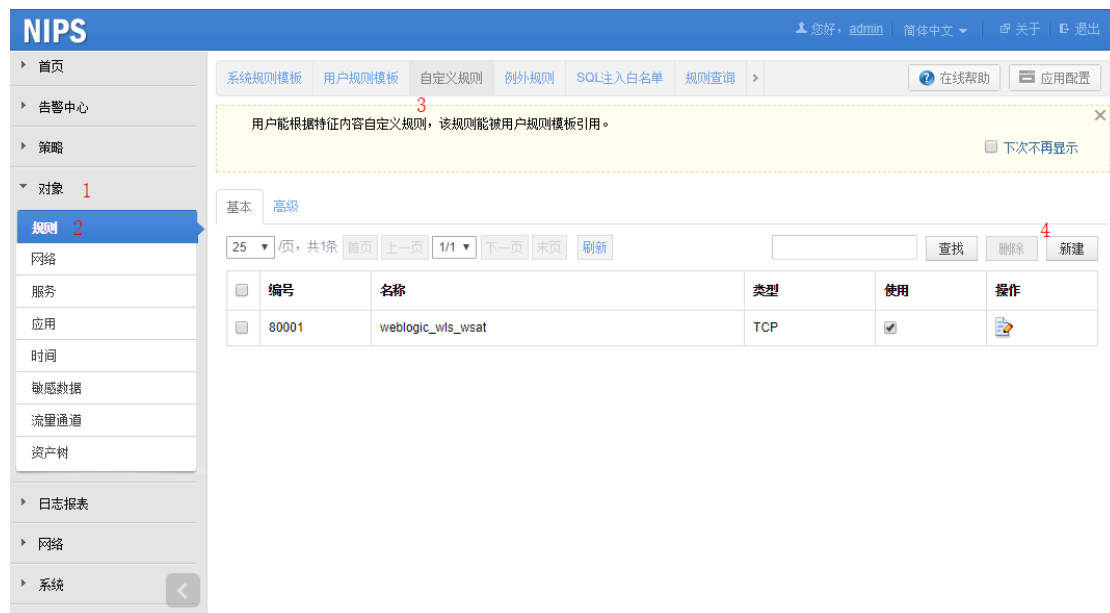 NIPS 您好，admin 简体中文 关于 退出
首页
告警中心
策略
对象 1
规则 2
网络
服务
应用
时间
敏感数据
流量通道
资产树
日志报表
网络
系统
系统规则模板 用户规则模板 自定义规则 例外规则 SQL注入白名单 规则查询 > 在线帮助 应用配置
3
用户能根据特征内容自定义规则，该规则能被用户规则模板引用。
下次不再显示
基本 高级
4
25 /页，共1条 首页 上一页 1/1 下一页 末页 刷新 查找 删除 新建
编号 名称 类型 使用 操作
80001 weblogic_wls_wsat TCP